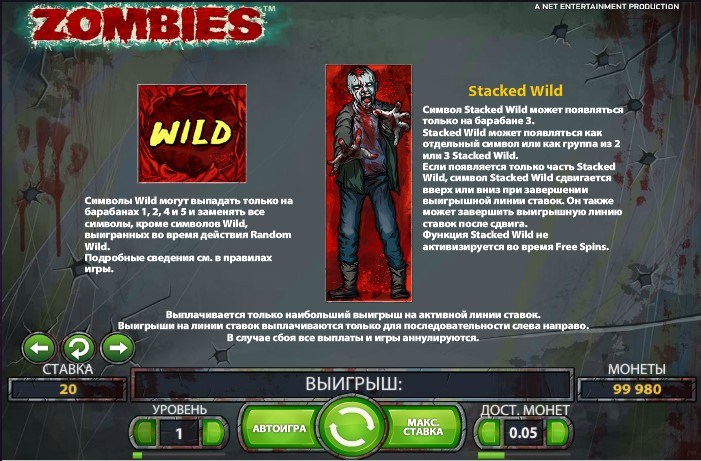 ZOMBIES™
A NET ENTERTAINMENT PRODUCTION
WILD
Символы Wild могут выпадать только на
барабанах 1, 2, 4 и 5 и заменять все
символы, кроме символов Wild,
выигранных во время действия Random
Wild.
Подробные сведения см. в правилах
игры.
Stacked Wild
Символ Stacked Wild может появляться
только на барабане 3.
Stacked Wild может появляться как
отдельный символ или как группа из 2
или 3 Stacked Wild.
Если появляется только часть Stacked
Wild, символ Stacked Wild сдвигается
вверх или вниз при завершении
выигрышной линии ставок. Он также
может завершить выигрышную линию
ставок после сдвига.
Функция Stacked Wild не
активизируется во время Free Spins.
Выплачивается только наибольший выигрыш на активной линии ставок.
Выигрыши на линии ставок выплачиваются только для последовательности слева направо.
В случае сбоя все выплаты и игры аннулируются.
СТАВКА
20
ВЫИГРЫШ:
МОНЕТЫ
99 980
УРОВЕНЬ
1
АВТОИГРА
МАКС.
СТАВКА
ДОСТ. МОНЕТ
0.05